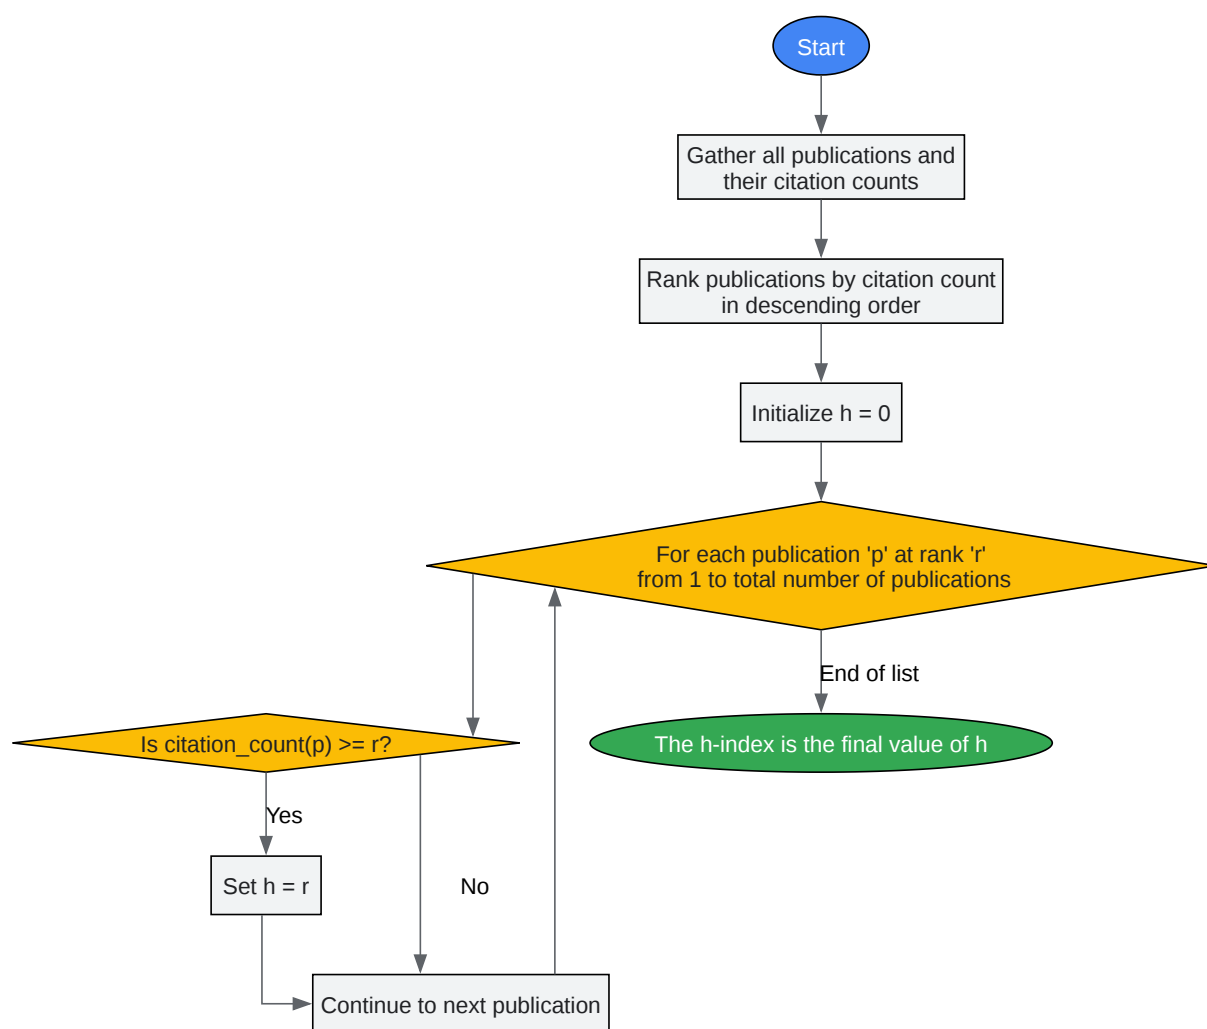 Start
Gather all publications and
their citation counts
Rank publications by citation count
in descending order
Initialize h = 0
For each publication 'p' at rank 'r'
from 1 to total number of publications
End of list
Is citation_count(p) >= r?
The h-index is the final value of h
Yes
Set h = r
No
Continue to next publication